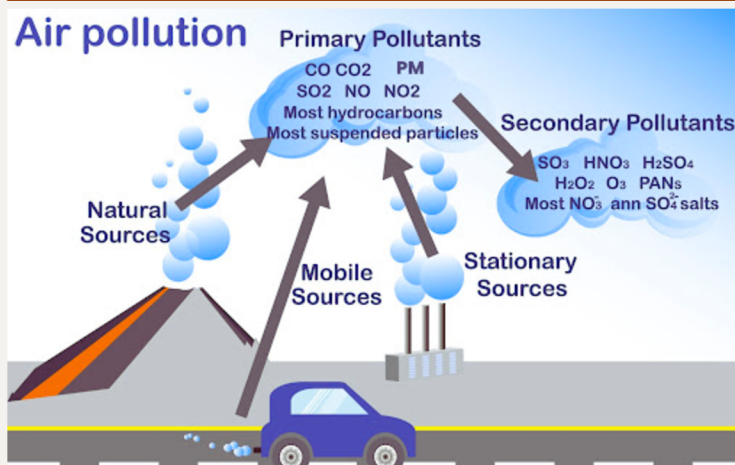 Air pollution
Primary Pollutants
CO CO2 PM
SO2 NO NO2
Most hydrocarbons
Most suspended particles
Secondary Pollutants
SO₃ HNO₃ H₂SO₄
H₂O₂ O₃ PANs
Most NO₃⁻ ann SO₄²⁻ salts
Natural
Sources
Mobile
Sources
Stationary
Sources